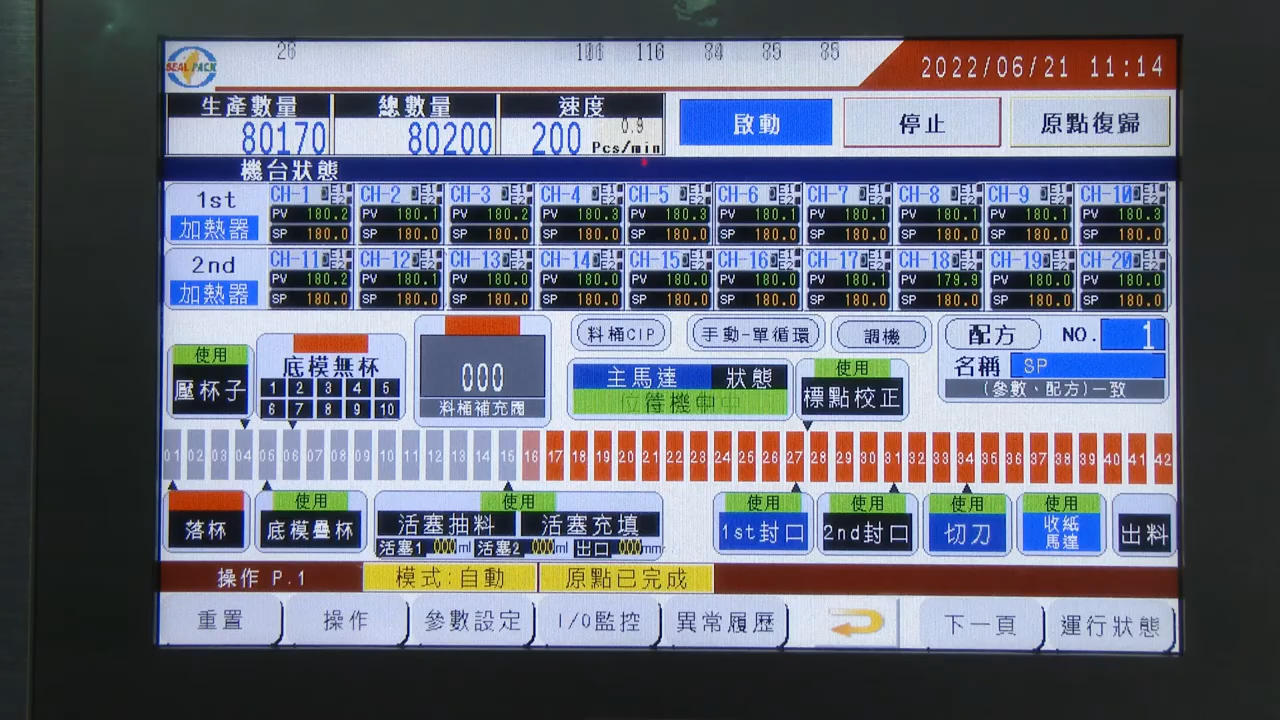 26 106 116 84 85 85
SEAL PACK
2022/06/21 11:14
生產數量 總數量 速度
80170 80200 200 0.9 Pcs/min
啟動 停止 原點復歸
機台狀態
1st 加熱器
CH-1 CH-2 CH-3 CH-4 CH-5 CH-6 CH-7 CH-8 CH-9 CH-10
PV 180.2 PV 180.1 PV 180.2 PV 180.3 PV 180.3 PV 180.1 PV 180.1 PV 180.1 PV 180.1 PV 180.3
SP 180.0 SP 180.0 SP 180.0 SP 180.0 SP 180.0 SP 180.0 SP 180.0 SP 180.0 SP 180.0 SP 180.0
2nd 加熱器
CH-11 CH-12 CH-13 CH-14 CH-15 CH-16 CH-17 CH-18 CH-19 CH-20
PV 180.2 PV 180.1 PV 180.0 PV 180.0 PV 180.0 PV 180.1 PV 180.1 PV 179.9 PV 180.0 PV 180.0
SP 180.0 SP 180.0 SP 180.0 SP 180.0 SP 180.0 SP 180.0 SP 180.0 SP 180.0 SP 180.0 SP 180.0
料桶CIP 手動-單循環 調機 配方 NO. 1
名稱 SP
(參數、配方)一致
使用
壓杯子
底模無杯
1 2 3 4 5
6 7 8 9 10
000
料桶補充閥
主馬達 狀態
待機中
使用
標點校正
01 02 03 04 05 06 07 08 09 10 11 12 13 14 15 16 17 18 19 20 21 22 23 24 25 26 27 28 29 30 31 32 33 34 35 36 37 38 39 40 41 42
落杯
使用
底模疊杯
使用
活塞抽料 活塞充填
活塞1 000ml 活塞2 000ml 出口 000mm
使用
1st封口
使用
2nd封口
使用
切刀
使用
收紙馬達
出料
操作 P.1 模式:自動 原點已完成
重置 操作 參數設定 I/O監控 異常履歷 下一頁 運行狀態